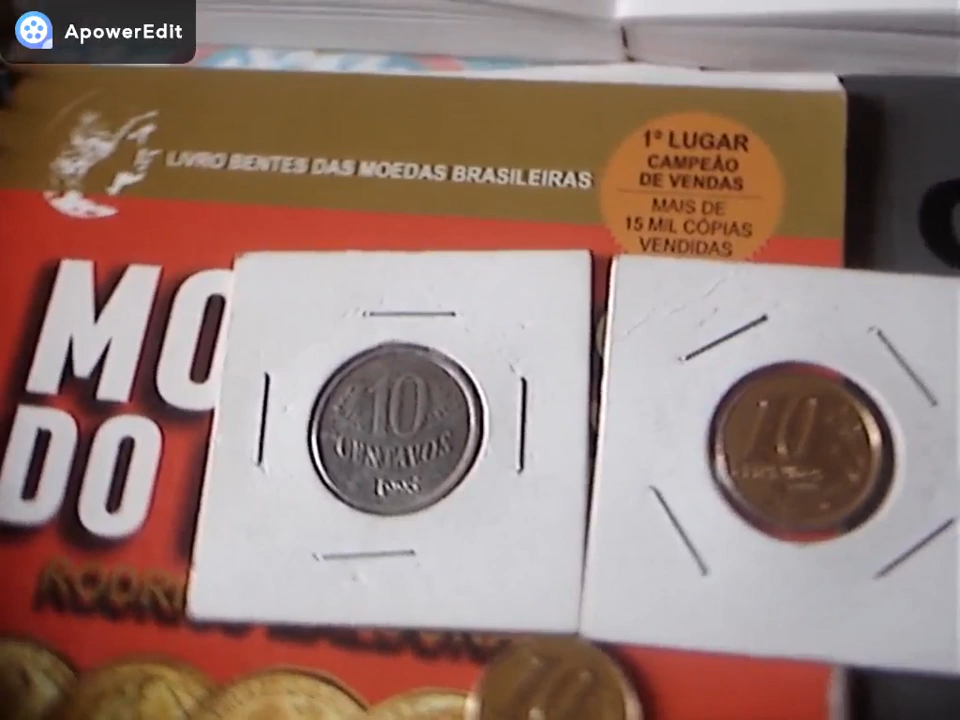 ApowerEdit
LIVRO BENTES DAS MOEDAS BRASILEIRAS
1º LUGAR
CAMPEÃO
DE VENDAS
MAIS DE
15 MIL CÓPIAS
VENDIDAS
MO
DO
10
CENTAVOS
10
10